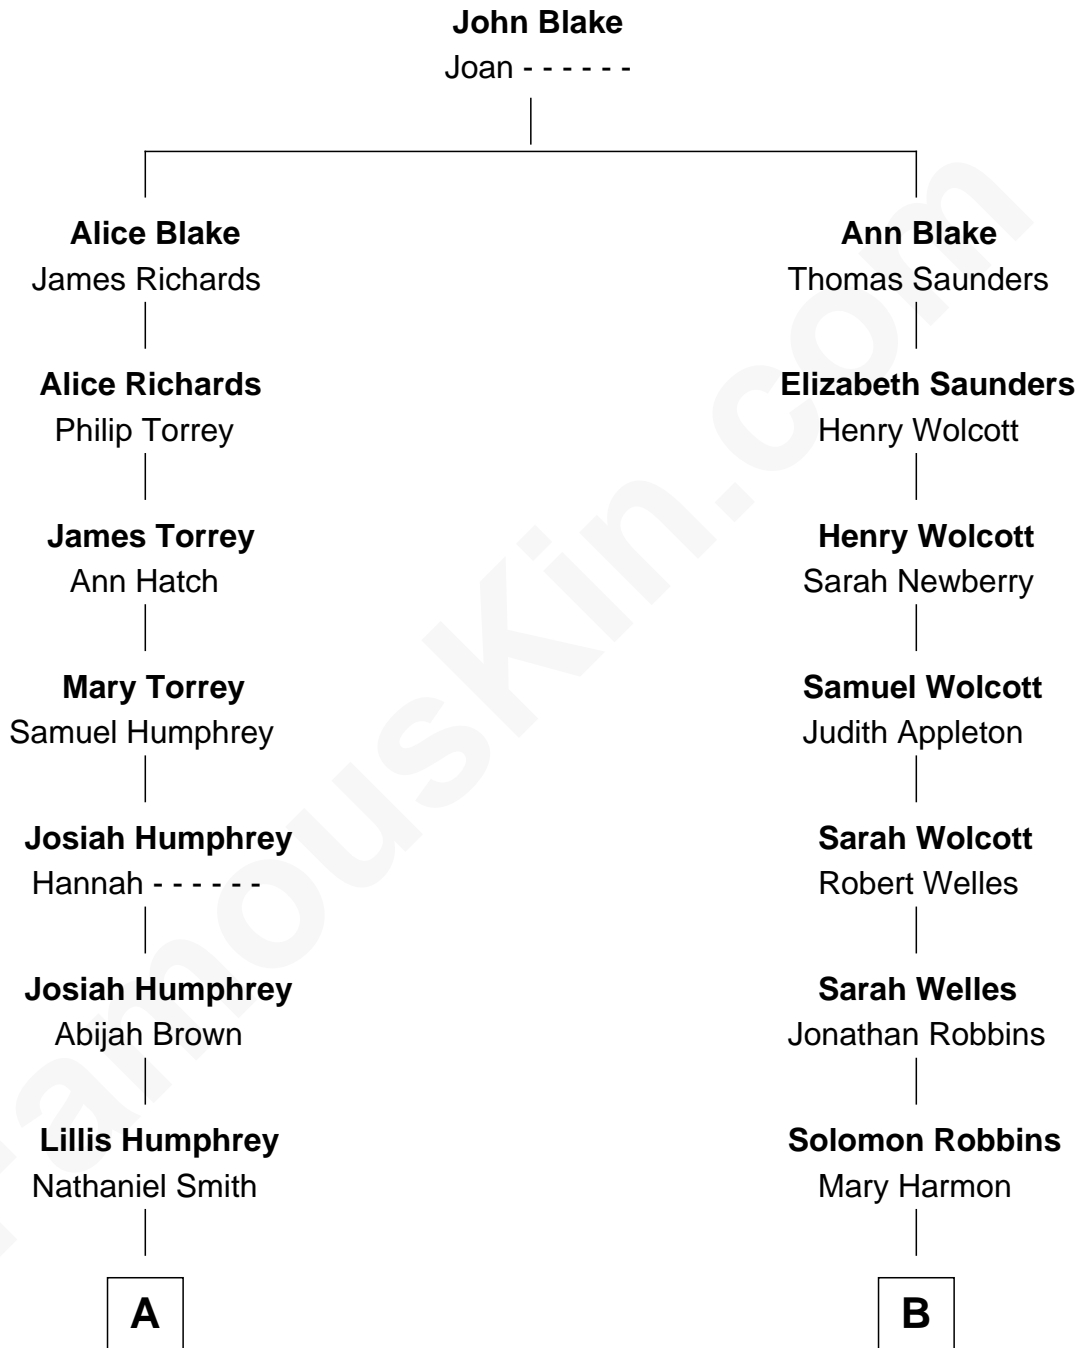 John Blake
Joan - - - - - -
Alice Blake
James Richards
Ann Blake
Thomas Saunders
Alice Richards
Philip Torrey
Elizabeth Saunders
Henry Wolcott
James Torrey
Ann Hatch
Henry Wolcott
Sarah Newberry
Mary Torrey
Samuel Humphrey
Samuel Wolcott
Judith Appleton
Josiah Humphrey
Hannah - - - - - -
Sarah Wolcott
Robert Welles
Josiah Humphrey
Abijah Brown
Sarah Welles
Jonathan Robbins
Lillis Humphrey
Nathaniel Smith
Solomon Robbins
Mary Harmon
A
B
FamousKin.com